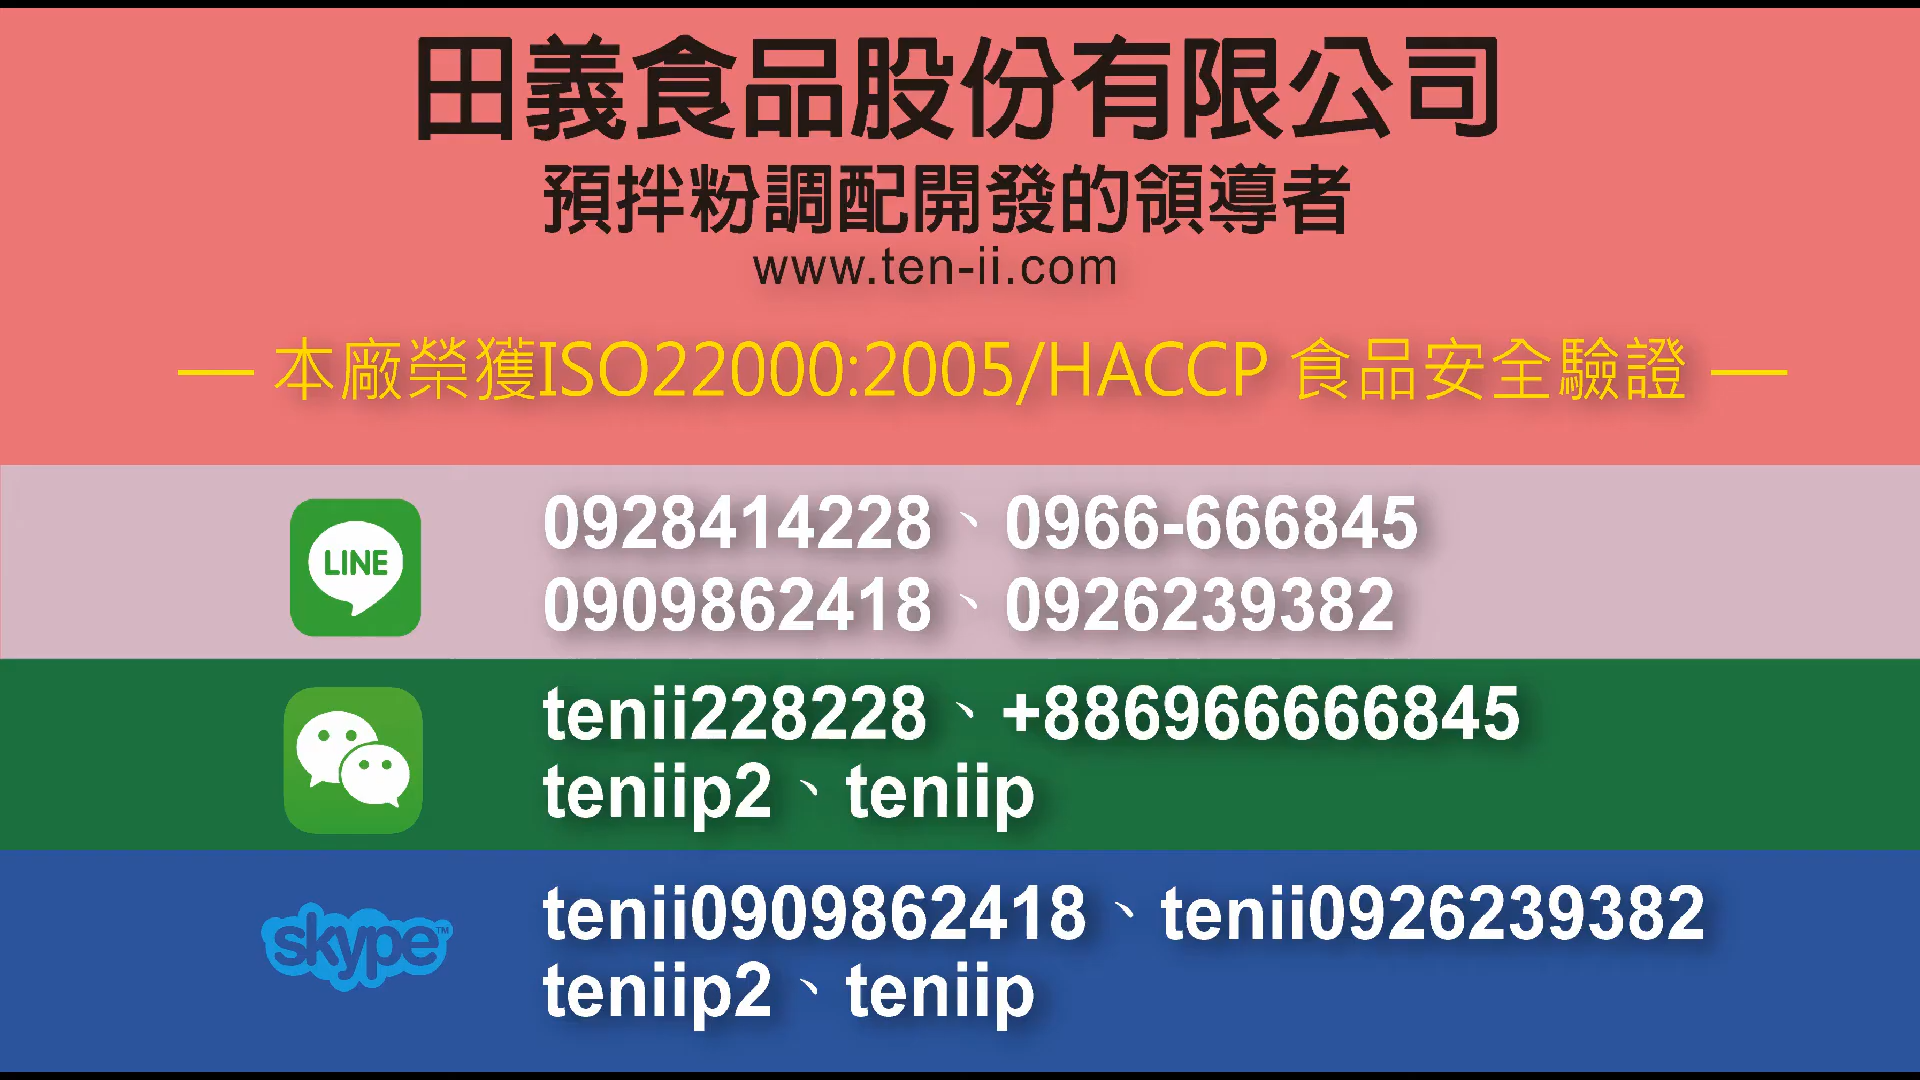 田義食品股份有限公司
預拌粉調配開發的領導者
www.ten-ii.com
— 本廠榮獲ISO22000:2005/HACCP 食品安全驗證 —
LINE
0928414228、0966-666845
0909862418、0926239382
tenii228228、+886966666845
teniip2、teniip
skype™
tenii0909862418、tenii0926239382
teniip2、teniip